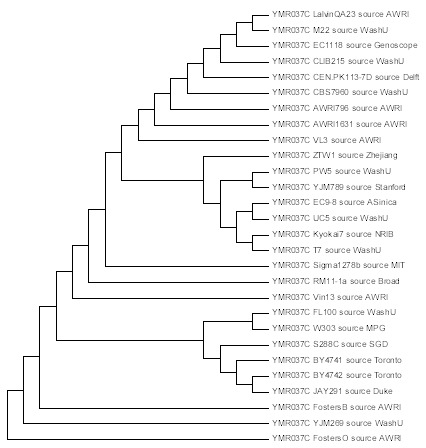 YMR037C LalvinQA23 source AWRI
YMR037C M22 source WashU
YMR037C EC1118 source Genoscope
YMR037C CLIB215 source WashU
YMR037C CEN.PK113-7D source Delft
YMR037C CBS7960 source WashU
YMR037C AWRI796 source AWRI
YMR037C AWRI1631 source AWRI
YMR037C VL3 source AWRI
YMR037C ZTW1 source Zhejiang
YMR037C PW5 source WashU
YMR037C YJM789 source Stanford
YMR037C EC9-8 source ASinica
YMR037C UC5 source WashU
YMR037C Kyokai7 source NRIB
YMR037C T7 source WashU
YMR037C Sigma1278b source MIT
YMR037C RM11-1a source Broad
YMR037C Vin13 source AWRI
YMR037C FL100 source WashU
YMR037C W303 source MPG
YMR037C S288C source SGD
YMR037C BY4741 source Toronto
YMR037C BY4742 source Toronto
YMR037C JAY291 source Duke
YMR037C FostersB source AWRI
YMR037C YJM269 source WashU
YMR037C FostersO source AWRI